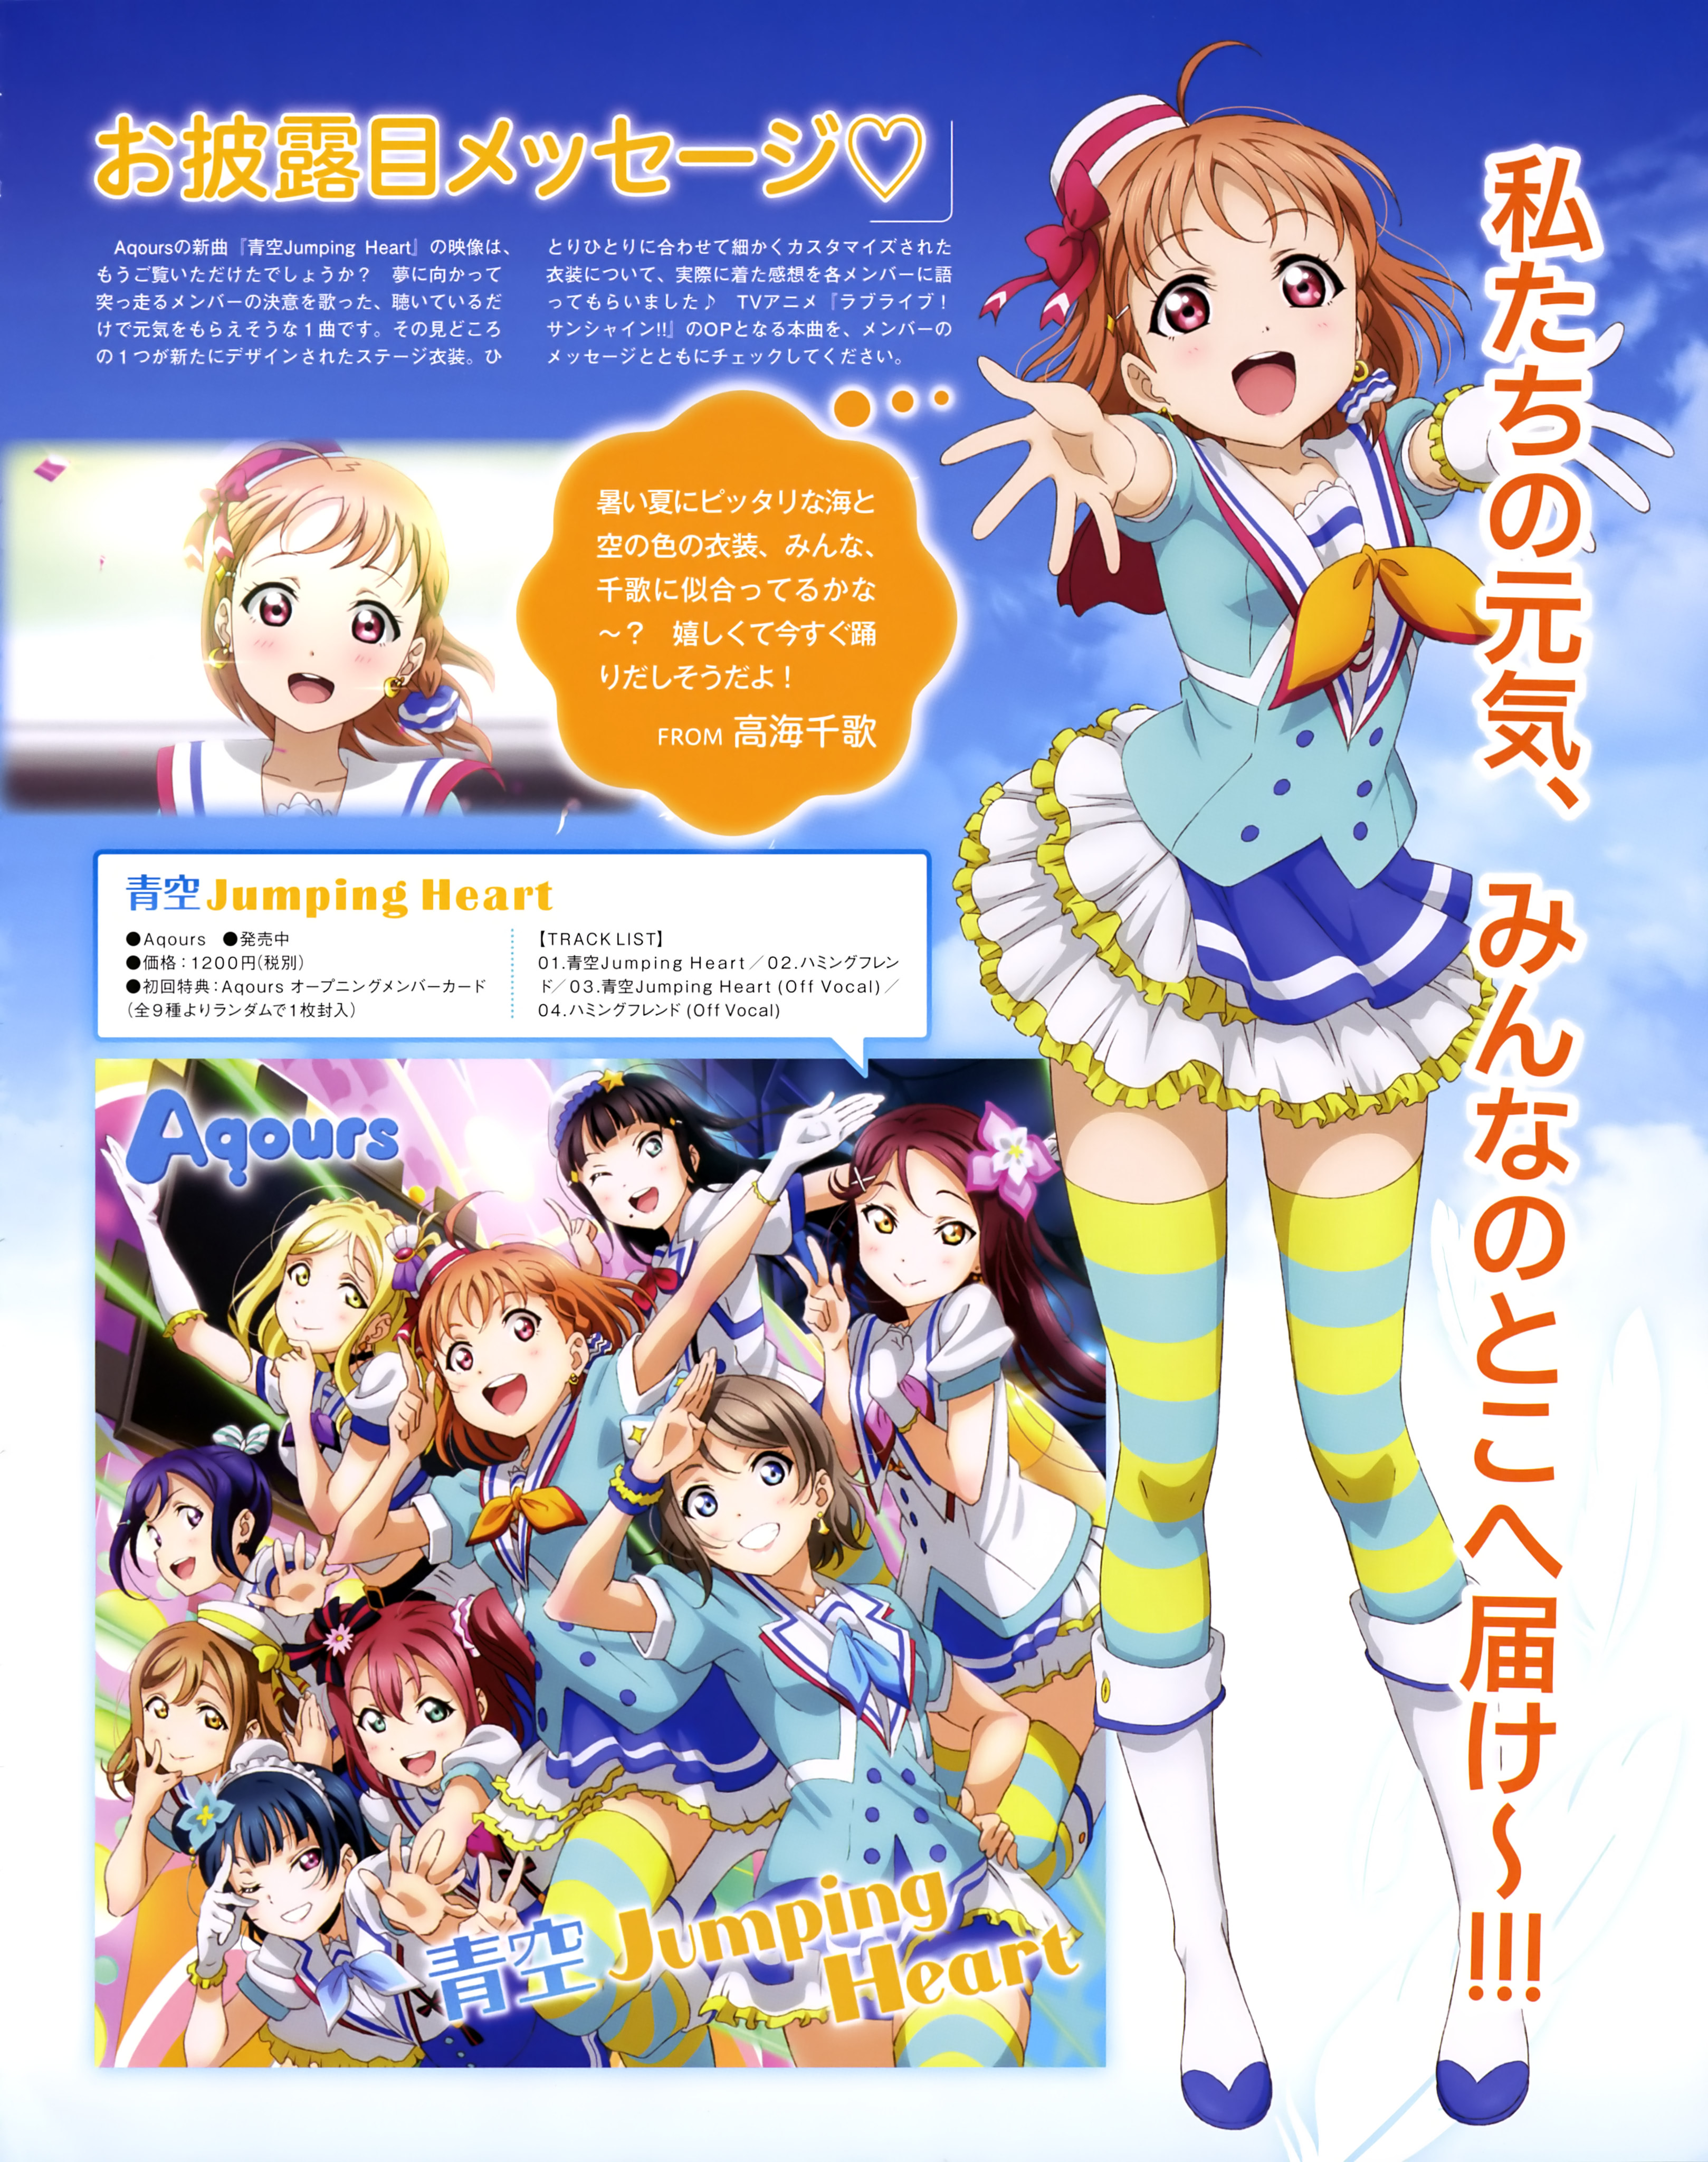 お披露目メッセージ♡
Aqoursの新曲『青空Jumping Heart』の映像は、
もうご覧いただけたでしょうか？　夢に向かって
突っ走るメンバーの決意を歌った、聴いているだ
けで元気をもらえそうな1曲です。その見どころ
の1つが新たにデザインされたステージ衣装。ひ
とりひとりに合わせて細かくカスタマイズされた
衣装について、実際に着た感想を各メンバーに語
ってもらいました♪　TVアニメ『ラブライブ！
サンシャイン!!』のOPとなる本曲を、メンバーの
メッセージとともにチェックしてください。
暑い夏にピッタリな海と
空の色の衣装、みんな、
千歌に似合ってるかな
～？　嬉しくて今すぐ踊
りだしそうだよ！
FROM 高海千歌
私たちの元気、　みんなのとこへ届け～!!!
青空Jumping Heart
●Aqours　●発売中
●価格：1200円(税別)
●初回特典：Aqours オープニングメンバーカード
(全9種よりランダムで1枚封入)
【TRACK LIST】
01.青空Jumping Heart／02.ハミングフレン
ド／03.青空Jumping Heart (Off Vocal)／
04.ハミングフレンド (Off Vocal)
Aqours
青空 Jumping
Heart